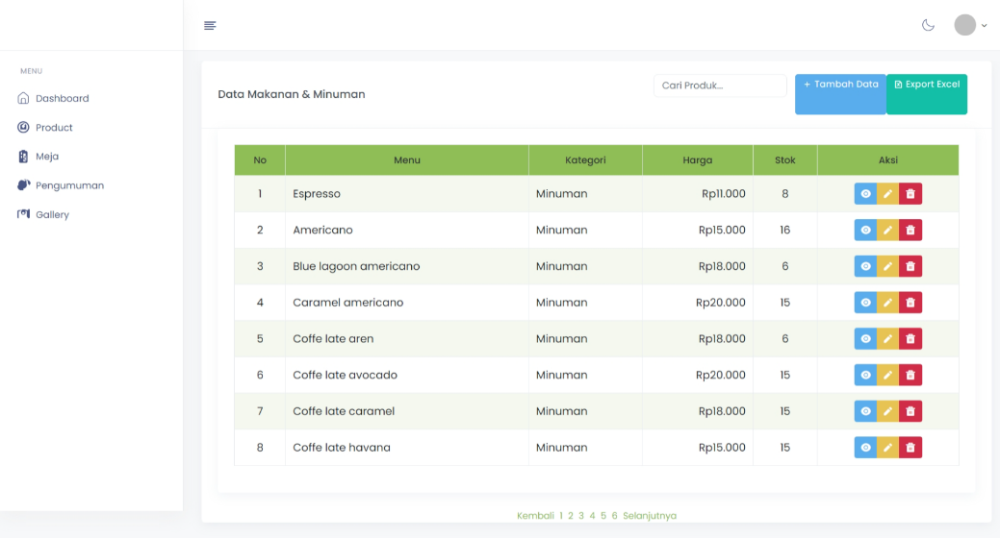 MENU
Dashboard
Product
Meja
Pengumuman
Gallery
Data Makanan & Minuman
Cari Produk...
+ Tambah Data
Export Excel
No Menu Kategori Harga Stok Aksi
1 Espresso Minuman Rp11.000 8
2 Americano Minuman Rp15.000 16
3 Blue lagoon americano Minuman Rp18.000 6
4 Caramel americano Minuman Rp20.000 15
5 Coffe late aren Minuman Rp18.000 6
6 Coffe late avocado Minuman Rp20.000 15
7 Coffe late caramel Minuman Rp18.000 15
8 Coffe late havana Minuman Rp15.000 15
Kembali 1 2 3 4 5 6 Selanjutnya